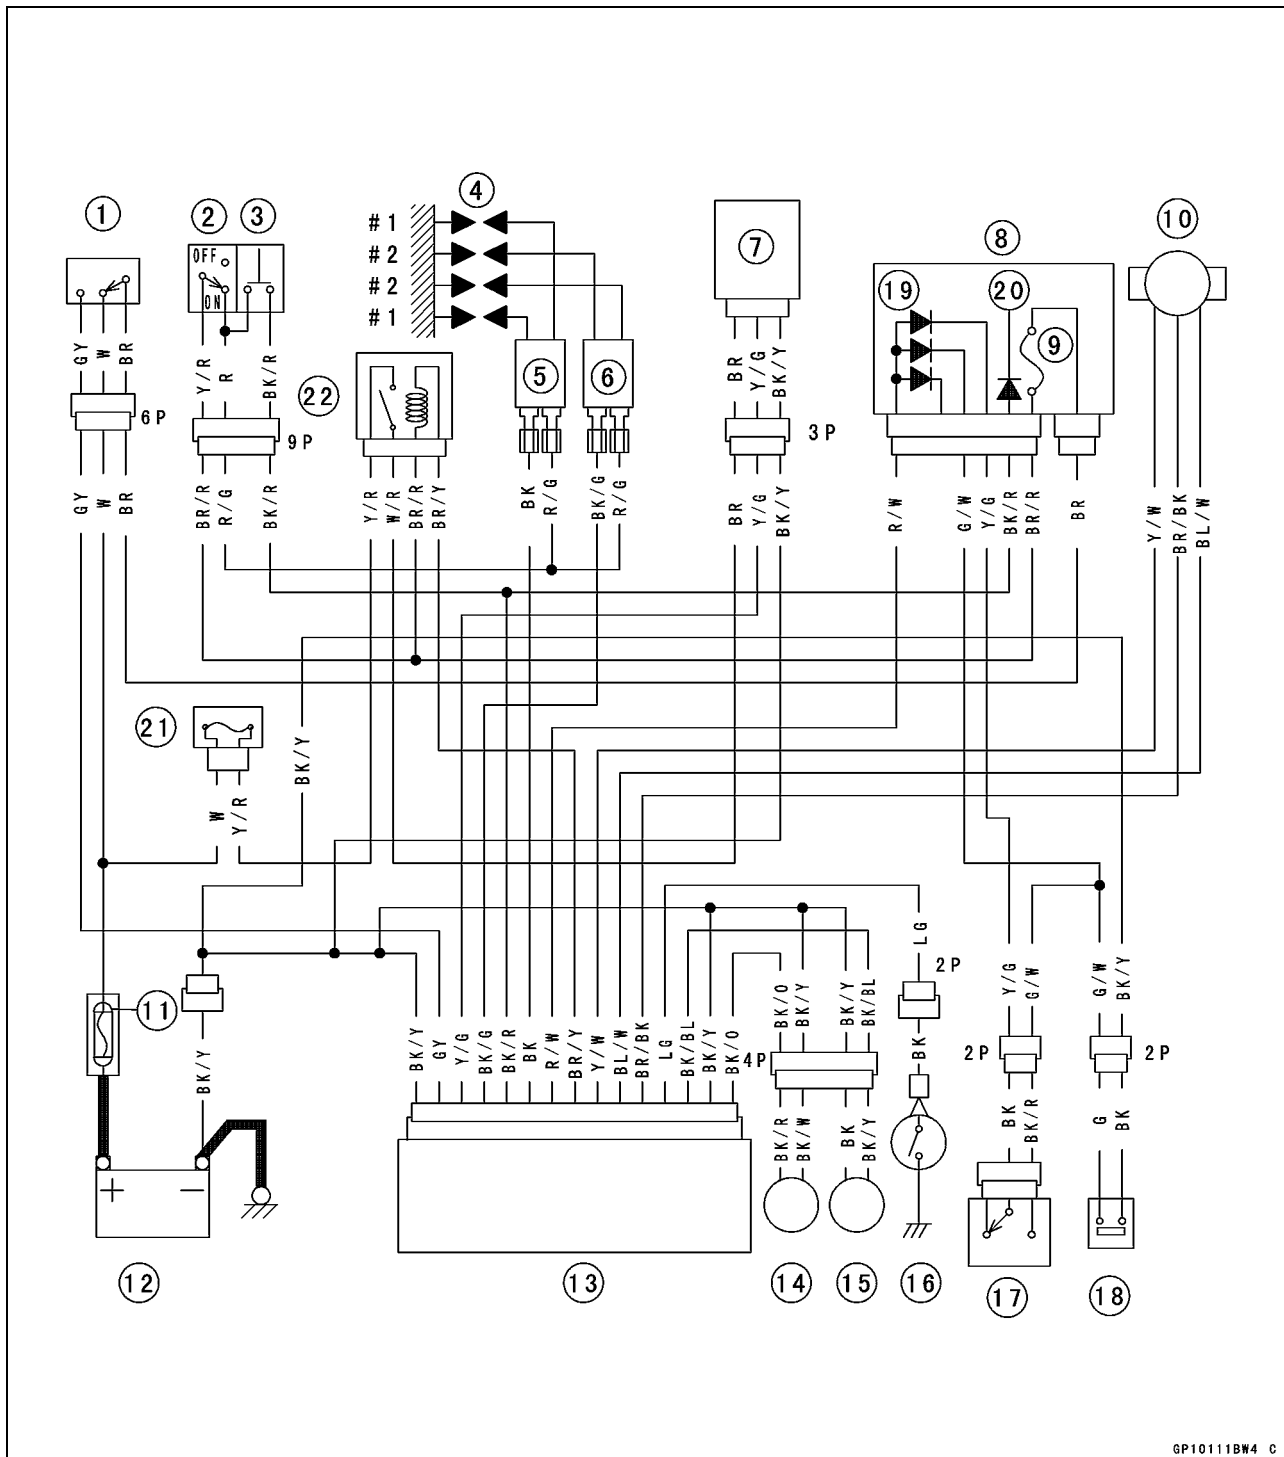 4
#1
1
2
3
10
7
8
#2
OFF
#2
19
20
ON
#1
9
GY
W
BR
Y/R
R
BK/R
22
5
6
BR
Y/G
BK/Y
6P
9P
3P
GY
W
BR
BR/R
R/G
BK/R
Y/R
W/R
BR/R
BR/Y
BK
R/G
BK/G
R/G
BR
Y/G
BK/Y
R/W
G/W
Y/G
BK/R
BR/R
BR
Y/W
BR/BK
BL/W
21
BK/Y
W
Y/R
LG
2P
Y/G
G/W
G/W
BK/Y
11
BK/O
BK/Y
BK/Y
BK/BL
BK/Y
BK/Y
GY
Y/G
BK/G
BK/R
BK
R/W
BR/Y
Y/W
BL/W
BR/BK
LG
BK/BL
BK/Y
BK/O
4P
BK
2P
2P
BK/R
BK/W
BK
BK/Y
BK
BK/R
G
BK
+
−
12
13
14
15
16
17
18
GP10111BW4 C